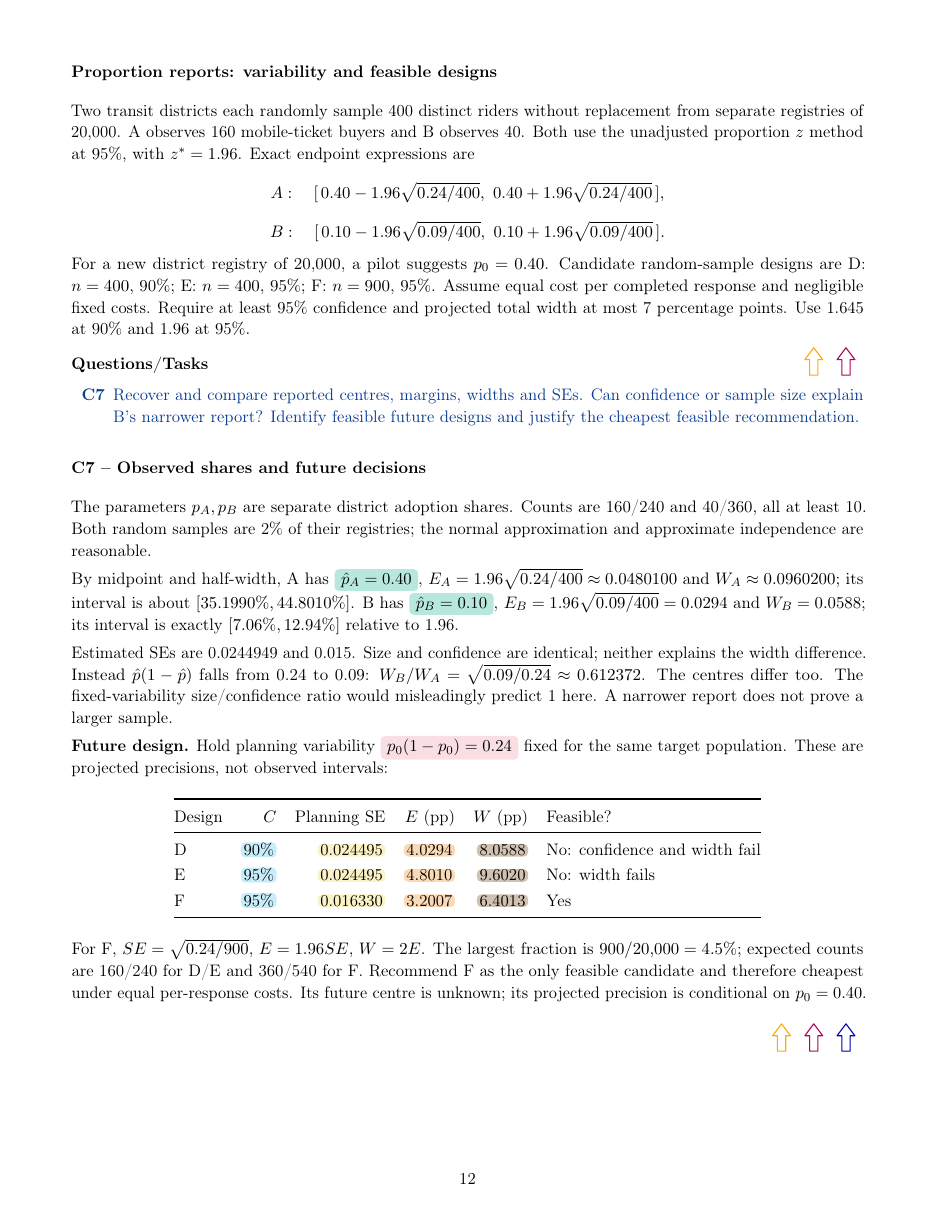 Proportion reports: variability and feasible designs
Two transit districts each randomly sample 400 distinct riders without replacement from separate registries of
20,000. A observes 160 mobile-ticket buyers and B observes 40. Both use the unadjusted proportion z method
at 95%, with z* = 1.96. Exact endpoint expressions are
A : [ 0.40 − 1.96√0.24/400, 0.40 + 1.96√0.24/400 ],
B : [ 0.10 − 1.96√0.09/400, 0.10 + 1.96√0.09/400 ].
For a new district registry of 20,000, a pilot suggests p₀ = 0.40. Candidate random-sample designs are D:
n = 400, 90%; E: n = 400, 95%; F: n = 900, 95%. Assume equal cost per completed response and negligible
fixed costs. Require at least 95% confidence and projected total width at most 7 percentage points. Use 1.645
at 90% and 1.96 at 95%.
Questions/Tasks
C7 Recover and compare reported centres, margins, widths and SEs. Can confidence or sample size explain
B's narrower report? Identify feasible future designs and justify the cheapest feasible recommendation.
C7 – Observed shares and future decisions
The parameters p_A, p_B are separate district adoption shares. Counts are 160/240 and 40/360, all at least 10.
Both random samples are 2% of their registries; the normal approximation and approximate independence are
reasonable.
By midpoint and half-width, A has p̂_A = 0.40 , E_A = 1.96√0.24/400 ≈ 0.0480100 and W_A ≈ 0.0960200; its
interval is about [35.1990%, 44.8010%]. B has p̂_B = 0.10 , E_B = 1.96√0.09/400 = 0.0294 and W_B = 0.0588;
its interval is exactly [7.06%, 12.94%] relative to 1.96.
Estimated SEs are 0.0244949 and 0.015. Size and confidence are identical; neither explains the width difference.
Instead p̂(1 − p̂) falls from 0.24 to 0.09: W_B/W_A = √0.09/0.24 ≈ 0.612372. The centres differ too. The
fixed-variability size/confidence ratio would misleadingly predict 1 here. A narrower report does not prove a
larger sample.
Future design. Hold planning variability p₀(1 − p₀) = 0.24 fixed for the same target population. These are
projected precisions, not observed intervals:
Design C Planning SE E (pp) W (pp) Feasible?
D 90% 0.024495 4.0294 8.0588 No: confidence and width fail
E 95% 0.024495 4.8010 9.6020 No: width fails
F 95% 0.016330 3.2007 6.4013 Yes
For F, SE = √0.24/900, E = 1.96SE, W = 2E. The largest fraction is 900/20,000 = 4.5%; expected counts
are 160/240 for D/E and 360/540 for F. Recommend F as the only feasible candidate and therefore cheapest
under equal per-response costs. Its future centre is unknown; its projected precision is conditional on p₀ = 0.40.
12